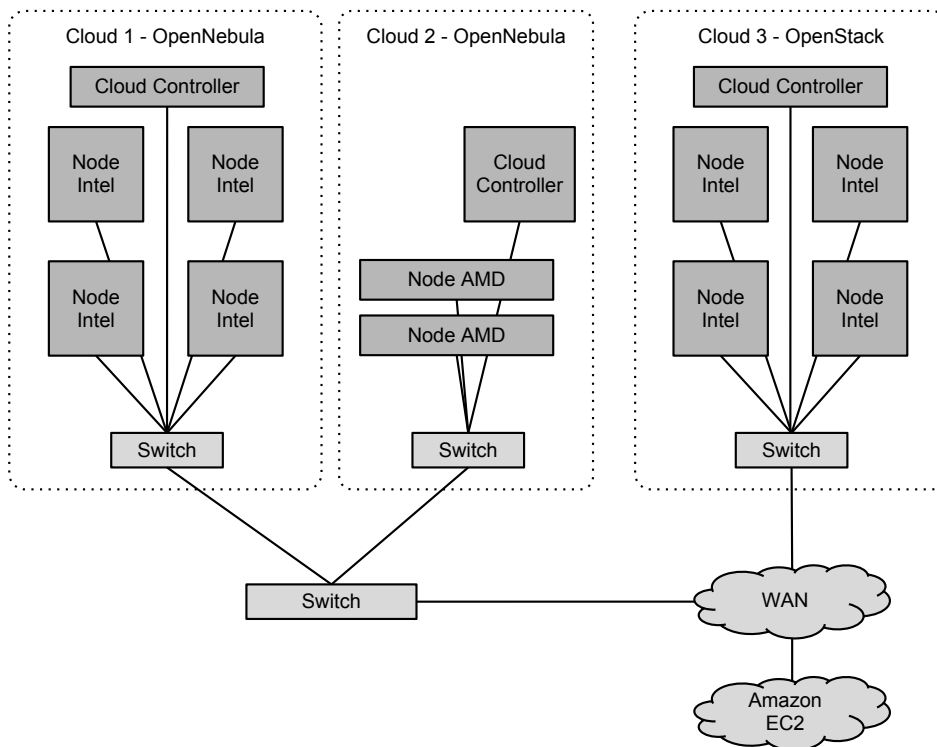 Cloud 1 - OpenNebula
Cloud Controller
Node
Intel
Node
Intel
Node
Intel
Node
Intel
Switch
Cloud 2 - OpenNebula
Cloud
Controller
Node AMD
Node AMD
Switch
Cloud 3 - OpenStack
Cloud Controller
Node
Intel
Node
Intel
Node
Intel
Node
Intel
Switch
Switch
WAN
Amazon
EC2